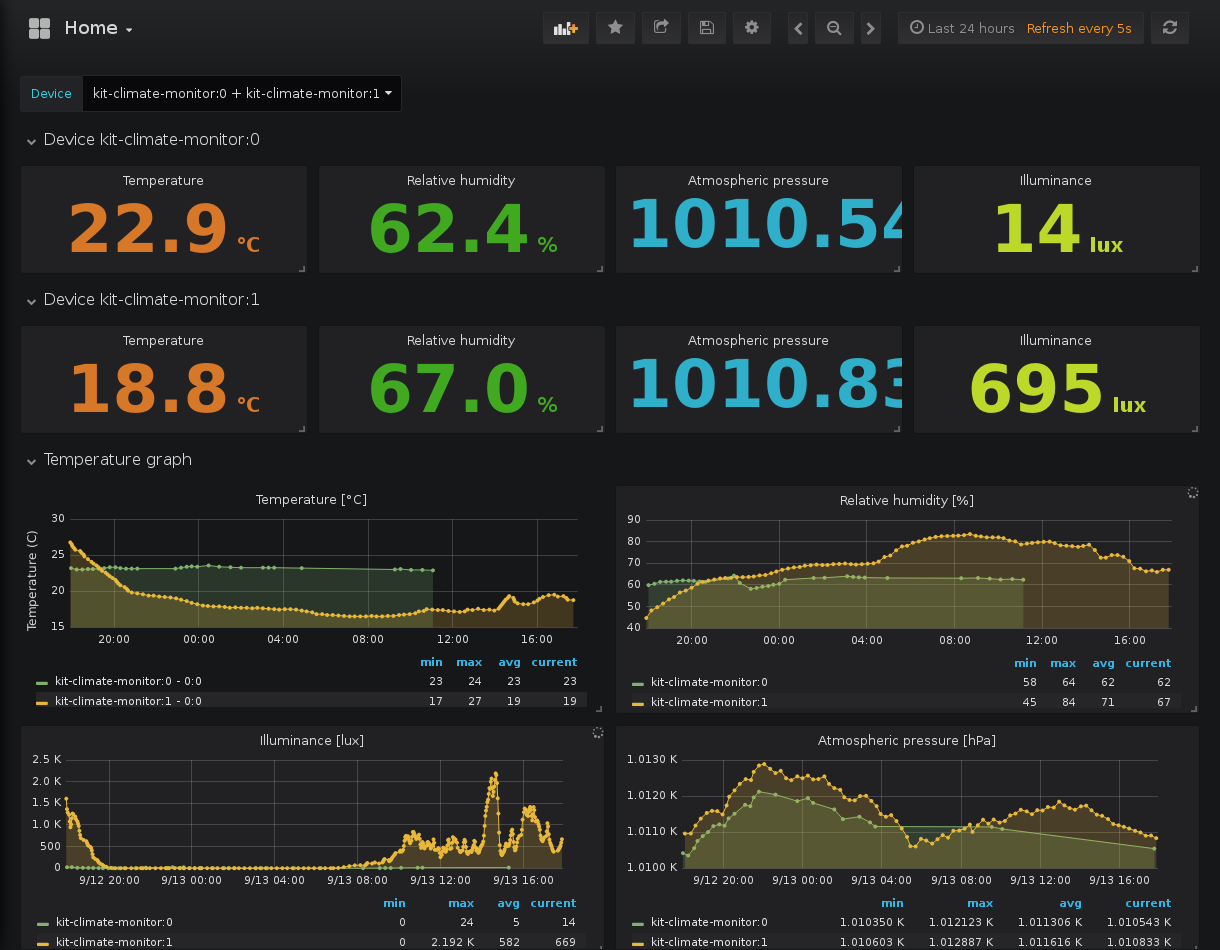 Home
Last 24 hours Refresh every 5s
Device kit-climate-monitor:0 + kit-climate-monitor:1
Device kit-climate-monitor:0
Temperature Relative humidity Atmospheric pressure Illuminance
22.9 °C 62.4 % 1010.54 14 lux
Device kit-climate-monitor:1
Temperature Relative humidity Atmospheric pressure Illuminance
18.8 °C 67.0 % 1010.83 695 lux
Temperature graph
Temperature [°C]
Temperature (C)
30
25
20
15
20:00 00:00 04:00 08:00 12:00 16:00
min max avg current
kit-climate-monitor:0 - 0:0 23 24 23 23
kit-climate-monitor:1 - 0:0 17 27 19 19
Relative humidity [%]
90
80
70
60
50
40
20:00 00:00 04:00 08:00 12:00 16:00
min max avg current
kit-climate-monitor:0 58 64 62 62
kit-climate-monitor:1 45 84 71 67
Illuminance [lux]
2.5 K
2.0 K
1.5 K
1.0 K
500
0
9/12 20:00 9/13 00:00 9/13 04:00 9/13 08:00 9/13 12:00 9/13 16:00
min max avg current
kit-climate-monitor:0 0 24 5 14
kit-climate-monitor:1 0 2.192 K 582 669
Atmospheric pressure [hPa]
1.0130 K
1.0120 K
1.0110 K
1.0100 K
9/12 20:00 9/13 00:00 9/13 04:00 9/13 08:00 9/13 12:00 9/13 16:00
min max avg current
kit-climate-monitor:0 1.010350 K 1.012123 K 1.011306 K 1.010543 K
kit-climate-monitor:1 1.010603 K 1.012887 K 1.011616 K 1.010833 K